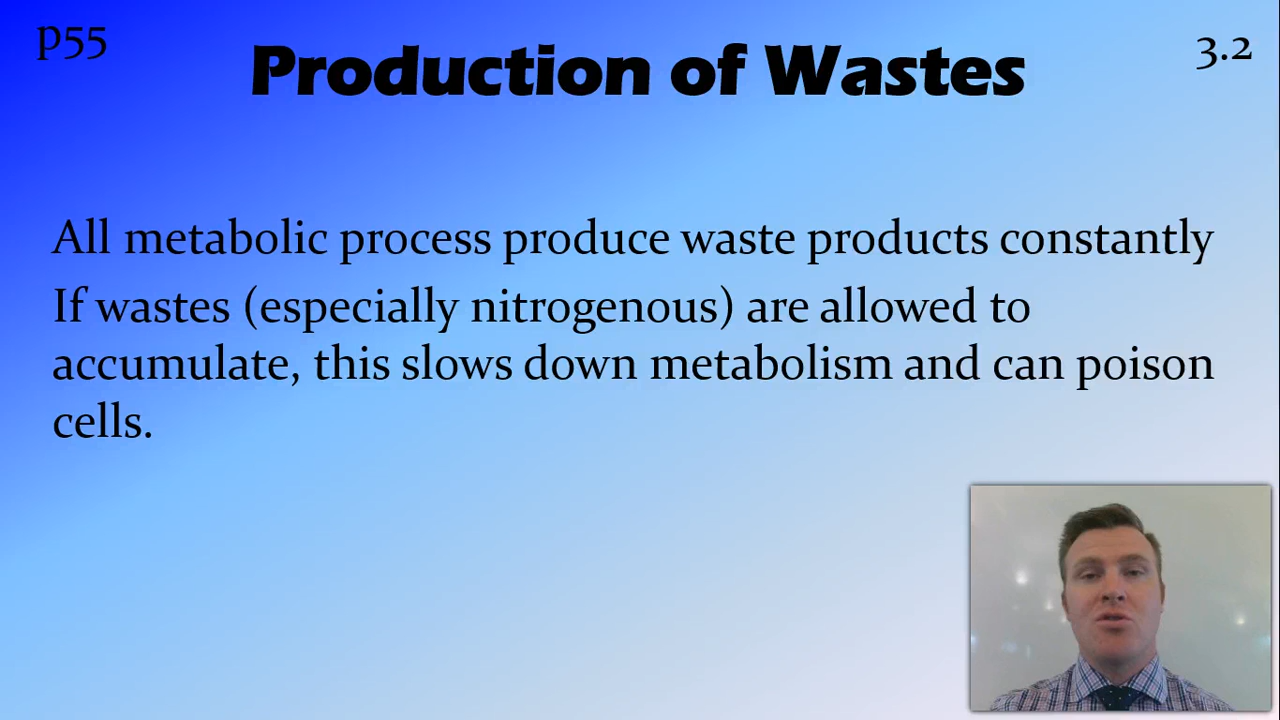 p55
Production of Wastes
3.2
All metabolic process produce waste products constantly
If wastes (especially nitrogenous) are allowed to
accumulate, this slows down metabolism and can poison
cells.